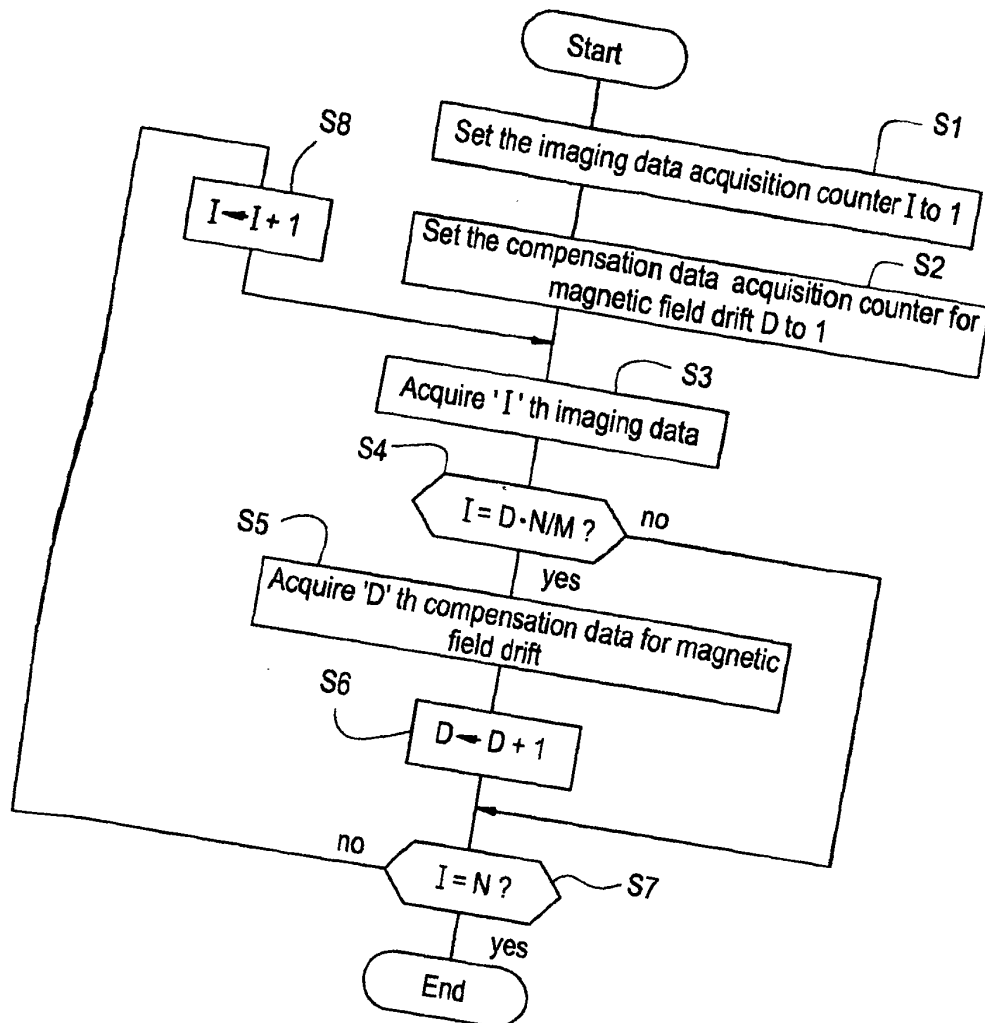 Start
S1
Set the imaging data acquisition counter I to 1
S2
Set the compensation data acquisition counter for
magnetic field drift D to 1
S8
I←I + 1
S3
Acquire ' I ' th imaging data
S4
I = D·N/M ?
no
yes
S5
Acquire 'D' th compensation data for magnetic
field drift
S6
D← D + 1
no
I = N ?
S7
yes
End